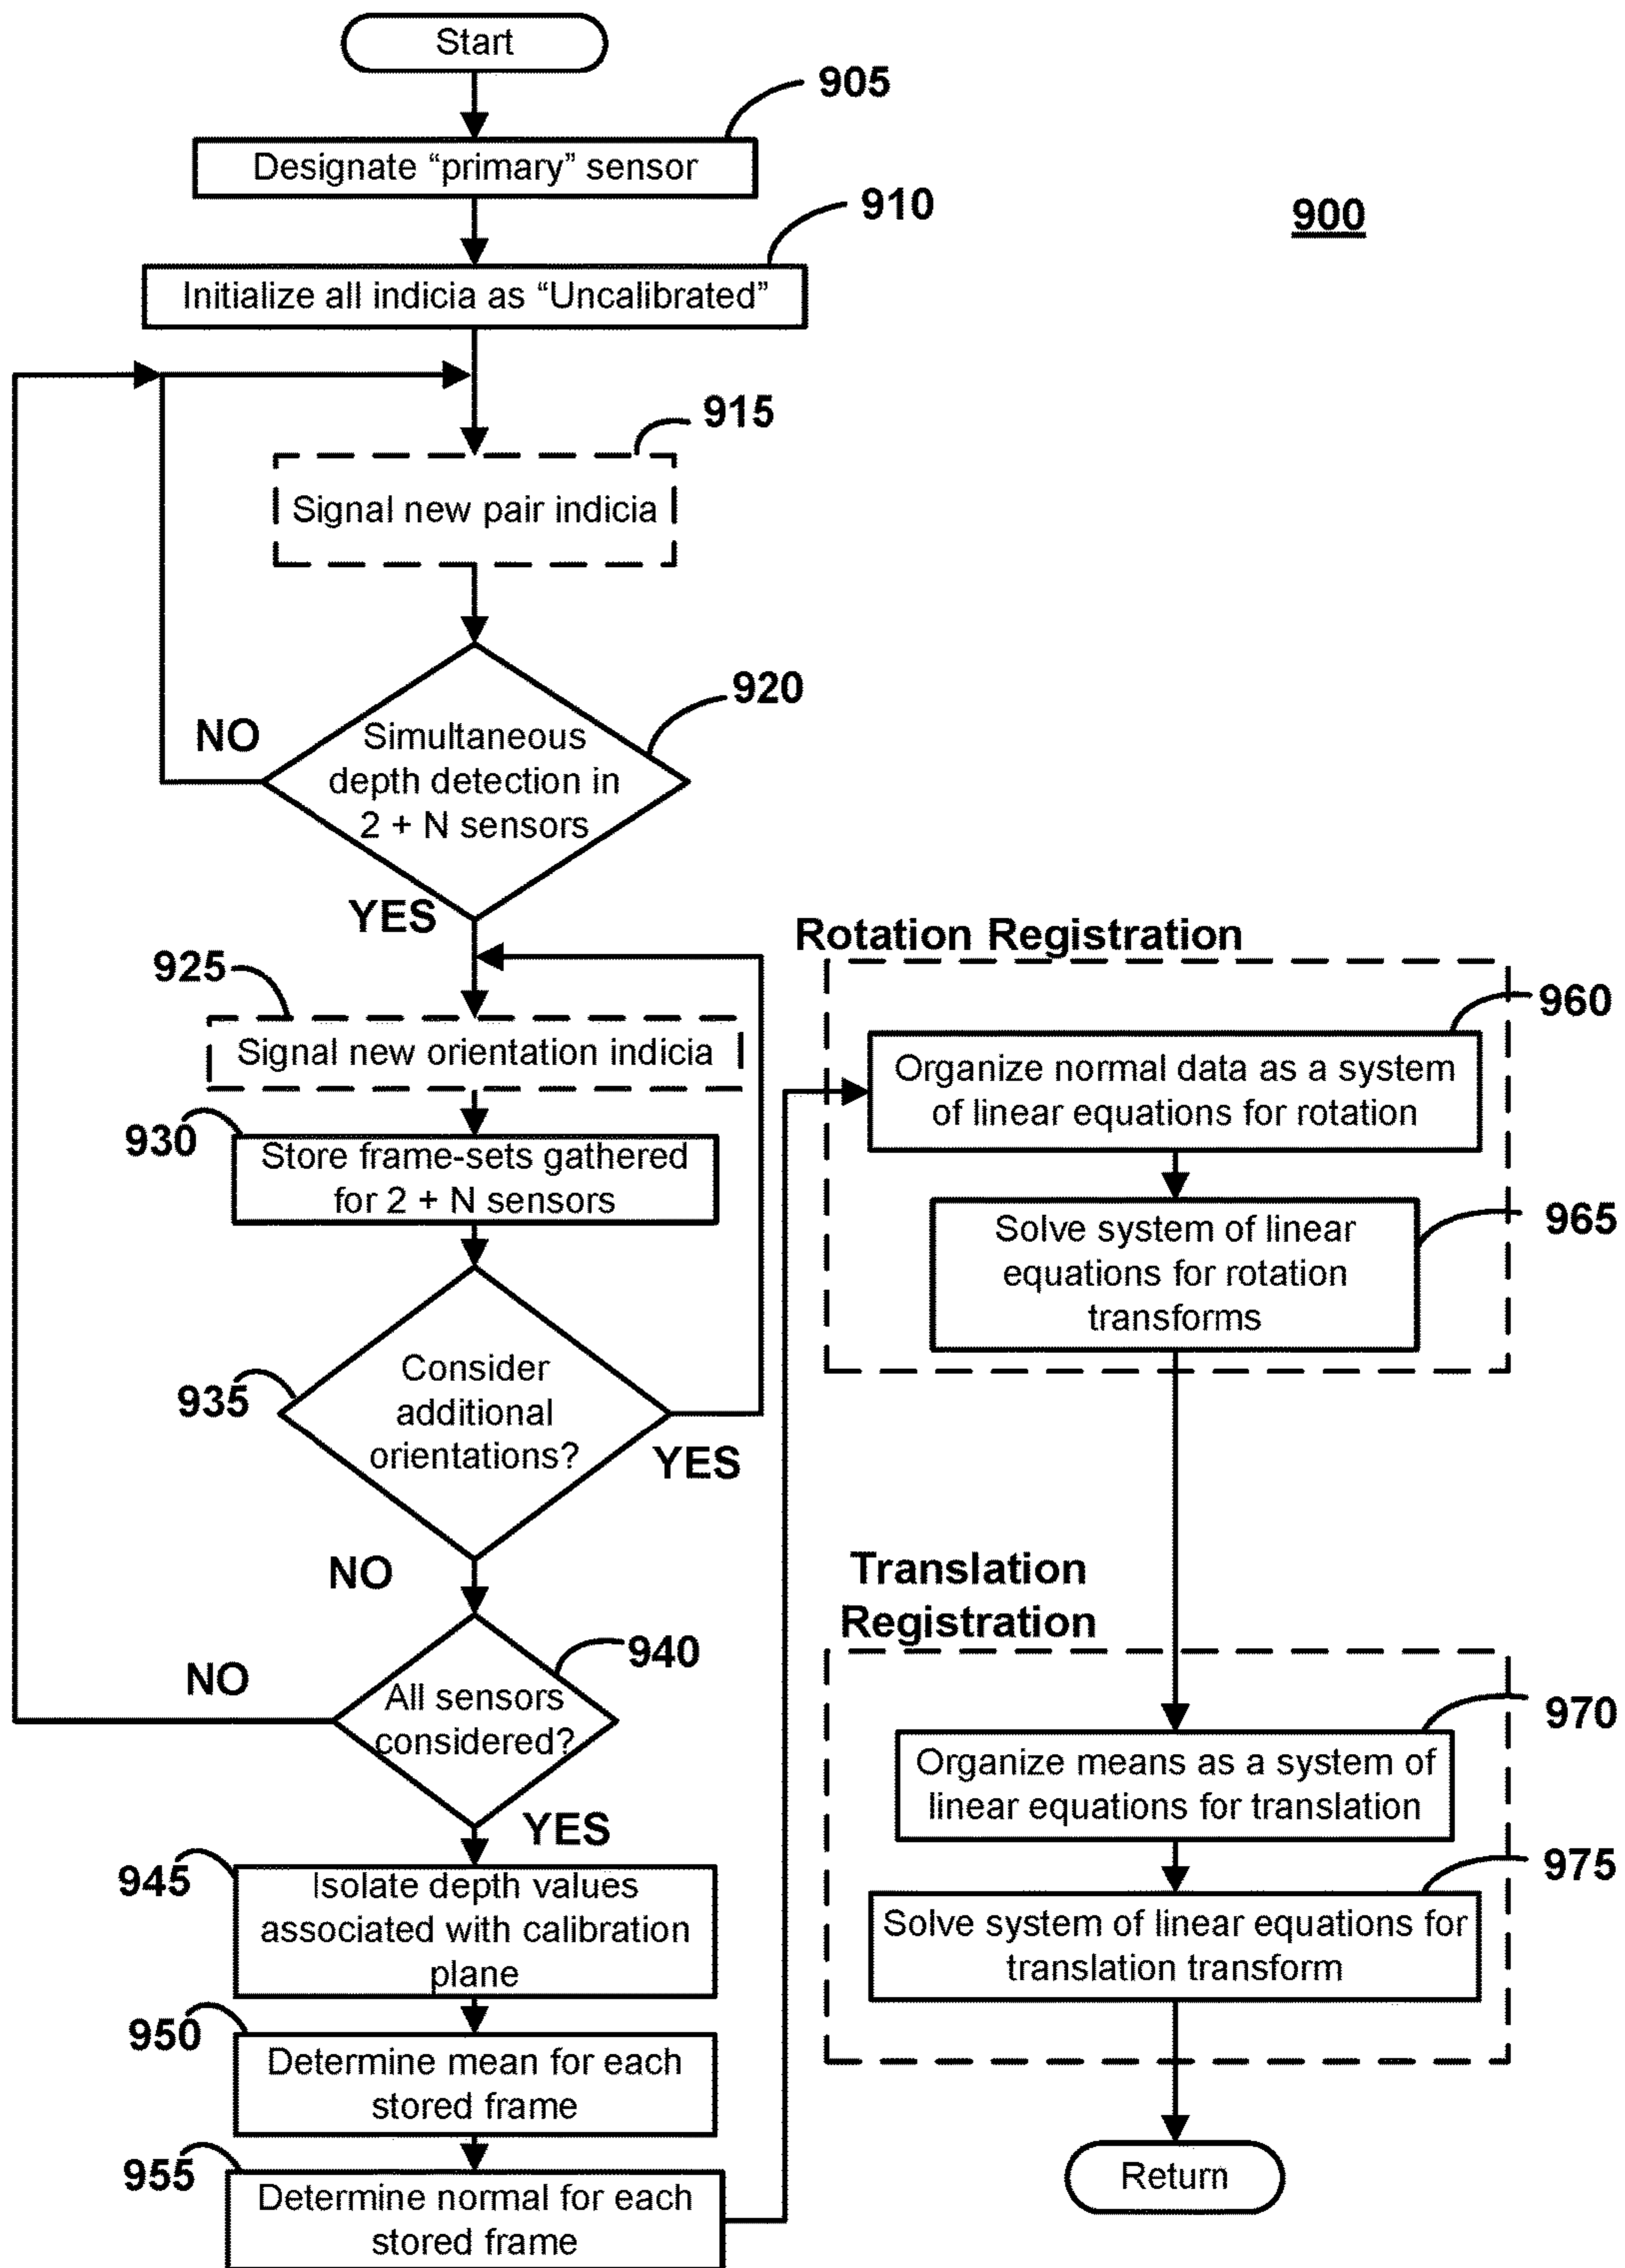 Start
905
Designate “primary” sensor
910
900
Initialize all indicia as “Uncalibrated”
915
Signal new pair indicia
920
NO
Simultaneous
depth detection in
2 + N sensors
YES
925
Signal new orientation indicia
930
Store frame-sets gathered
for 2 + N sensors
935
Consider
additional
orientations?
YES
NO
940
NO
All sensors
considered?
YES
945
Isolate depth values
associated with calibration
plane
950
Determine mean for each
stored frame
955
Determine normal for each
stored frame
Rotation Registration
960
Organize normal data as a system
of linear equations for rotation
965
Solve system of linear
equations for rotation
transforms
Translation
Registration
970
Organize means as a system of
linear equations for translation
975
Solve system of linear equations for
translation transform
Return